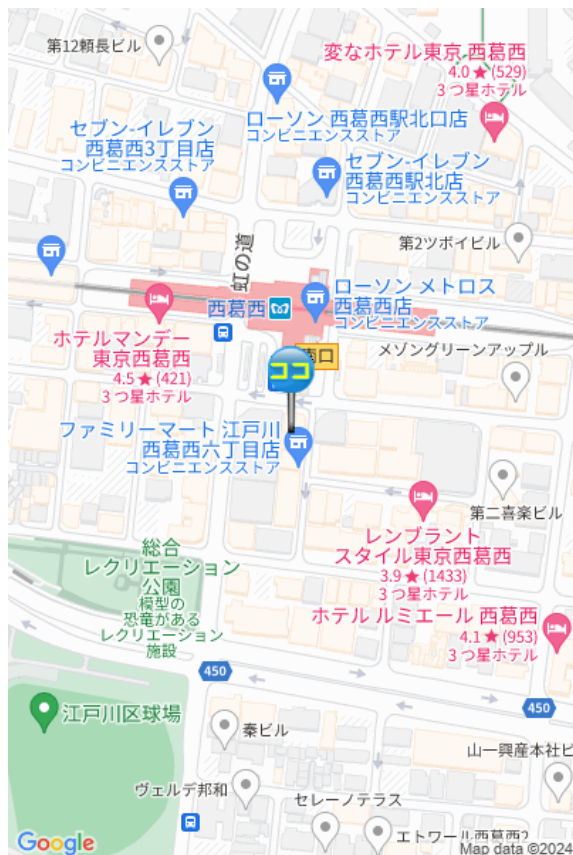 第12頼長ビル
変なホテル東京 西葛西
4.0 ★ (529)
3 つ星ホテル
ローソン 西葛西駅北口店
コンビニエンスストア
セブン-イレブン
西葛西3丁目店
コンビニエンスストア
セブン-イレブン
西葛西駅北店
コンビニエンスストア
虹の道
第2ツボイビル
ローソン メトロス
西葛西店
コンビニエンスストア
西葛西
ホテルマンデー
東京西葛西
4.5 ★ (421)
3 つ星ホテル
南口
メゾングリーンアップル
ココ
ファミリーマート 江戸川
西葛西六丁目店
コンビニエンスストア
第二喜楽ビル
レンブラント
スタイル東京西葛西
3.9 ★ (1433)
3 つ星ホテル
総合
レクリエーション
公園
模型の
恐竜がある
レクリエーション
施設
ホテル ルミエール 西葛西
4.1 ★ (953)
3 つ星ホテル
450
450
江戸川区球場
秦ビル
山一興産本社ビ
ヴェルデ邦和
セレーノテラス
エトワール西葛西2
Google
Map data ©2024